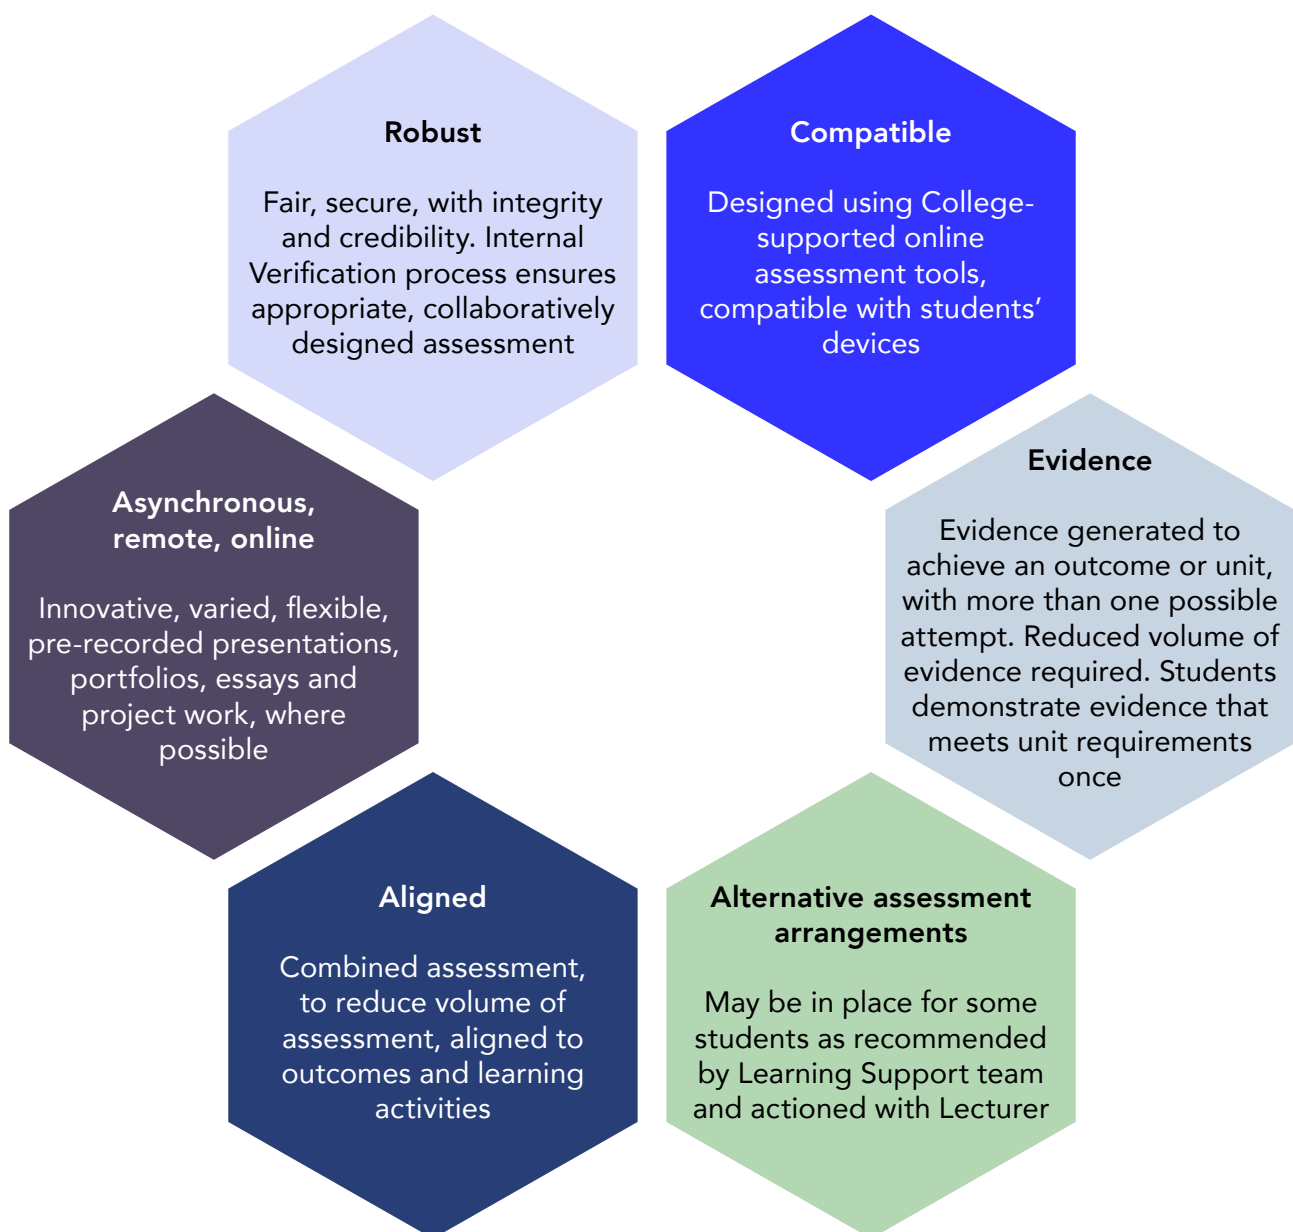 Robust
Fair, secure, with integrity
and credibility. Internal
Verification process ensures
appropriate, collaboratively
designed assessment
Compatible
Designed using College-
supported online
assessment tools,
compatible with students’
devices
Evidence
Evidence generated to
achieve an outcome or unit,
with more than one possible
attempt. Reduced volume of
evidence required. Students
demonstrate evidence that
meets unit requirements
once
Asynchronous,
remote, online
Innovative, varied, flexible,
pre-recorded presentations,
portfolios, essays and
project work, where
possible
Aligned
Combined assessment,
to reduce volume of
assessment, aligned to
outcomes and learning
activities
Alternative assessment
arrangements
May be in place for some
students as recommended
by Learning Support team
and actioned with Lecturer